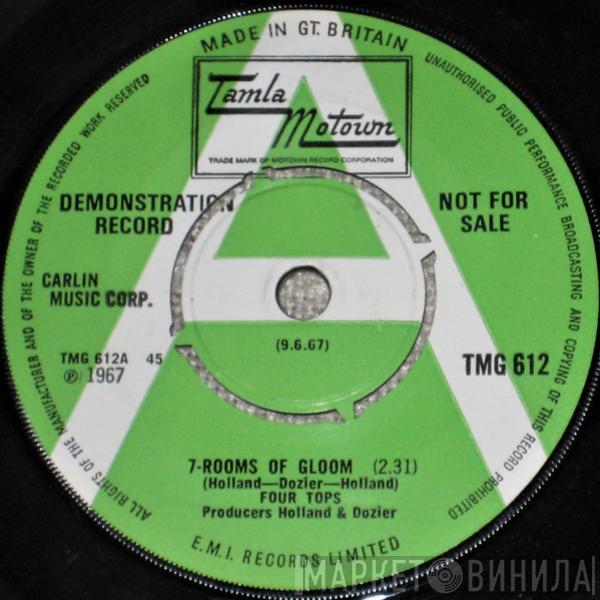 MADE IN GT. BRITAIN
Tamla
Motown
TRADE MARK OF MOTOWN RECORD CORPORATION
DEMONSTRATION
RECORD
NOT FOR
SALE
CARLIN
MUSIC CORP.
(9.6.67)
TMG 612A 45
℗ 1967
TMG 612
7-ROOMS OF GLOOM (2.31)
(Holland—Dozier—Holland)
FOUR TOPS
Producers Holland & Dozier
E.M.I. RECORDS LIMITED
ALL RIGHTS OF THE MANUFACTURER AND OF THE OWNER OF THE RECORDED WORK RESERVED
UNAUTHORISED PUBLIC PERFORMANCE BROADCASTING AND COPYING OF THIS RECORD PROHIBITED
МАРКЕТ ВИНИЛА